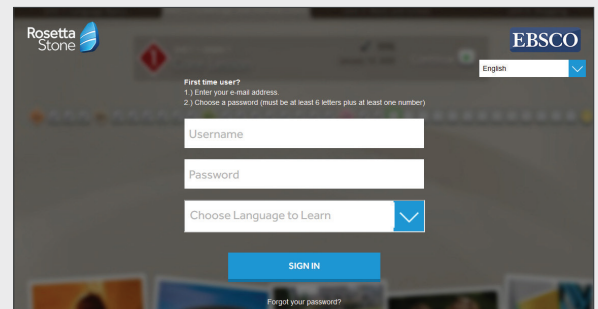 Rosetta
Stone
EBSCO
English
First time user?
1.) Enter your e-mail address.
2.) Choose a password (must be at least 6 letters plus at least one number)
Username
Password
Choose Language to Learn
SIGN IN
Forgot your password?